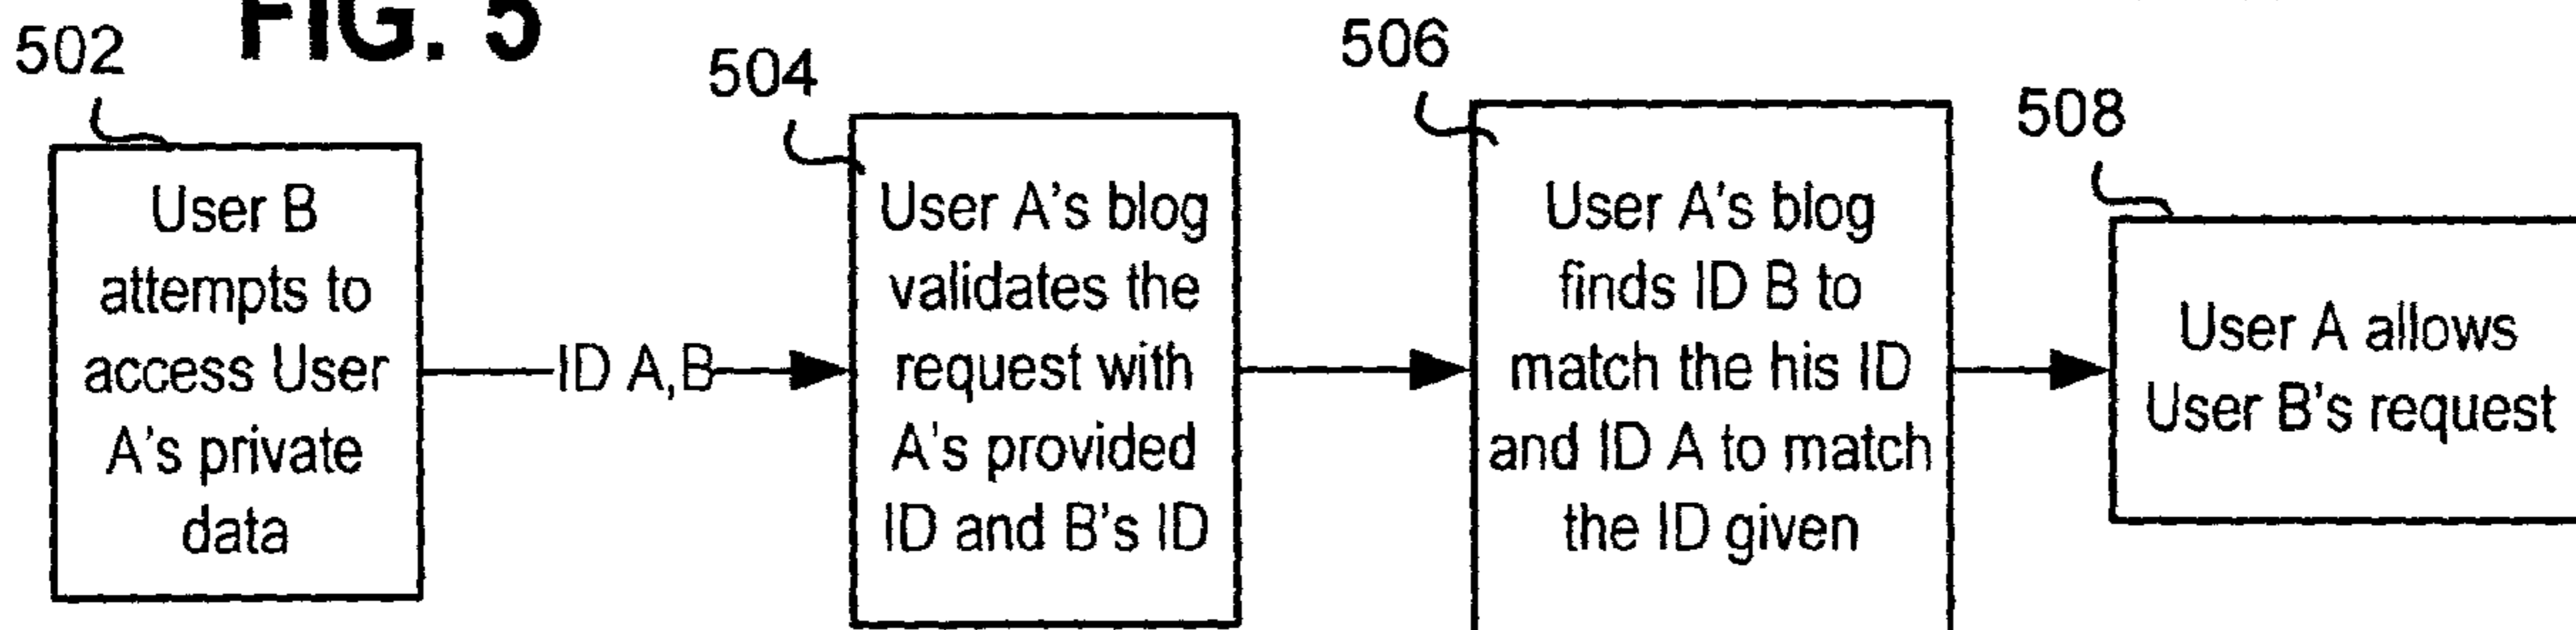 FIG. 5
502
504
506
508
User B
attempts to
access User
A's private
data
ID A,B
User A's blog
validates the
request with
A's provided
ID and B's ID
User A's blog
finds ID B to
match the his ID
and ID A to match
the ID given
User A allows
User B's request